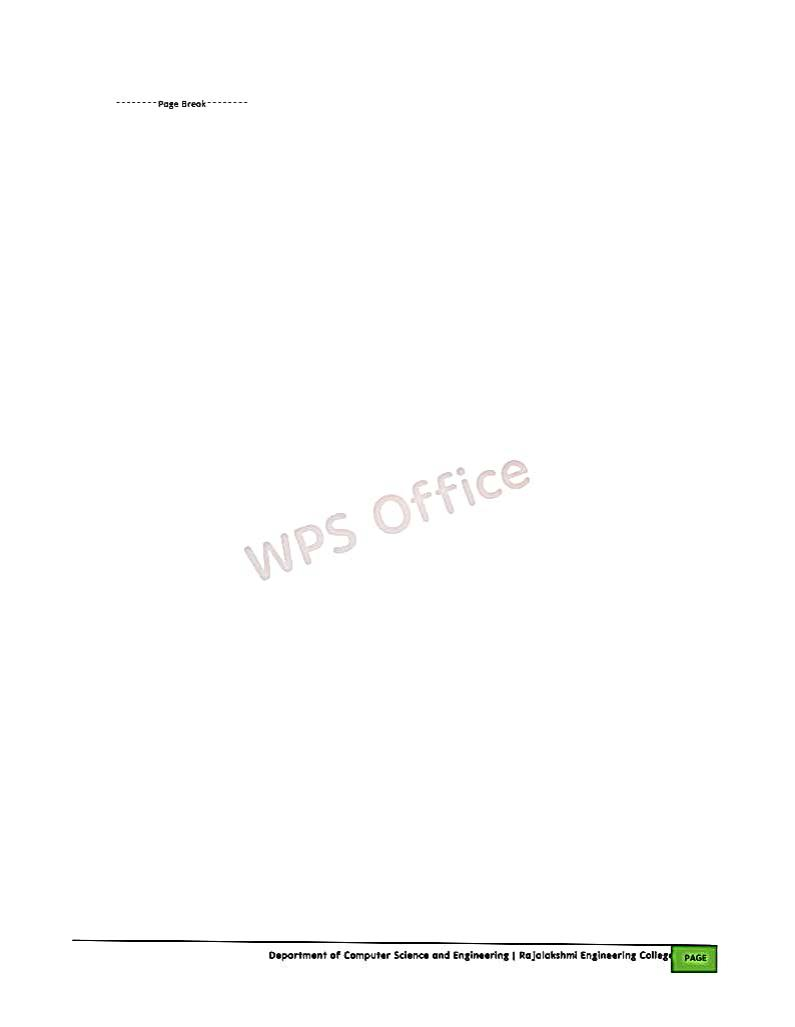 --------Page Break--------
WPS Office
Department of Computer Science and Engineering | Rajalakshmi Engineering College
PAGE